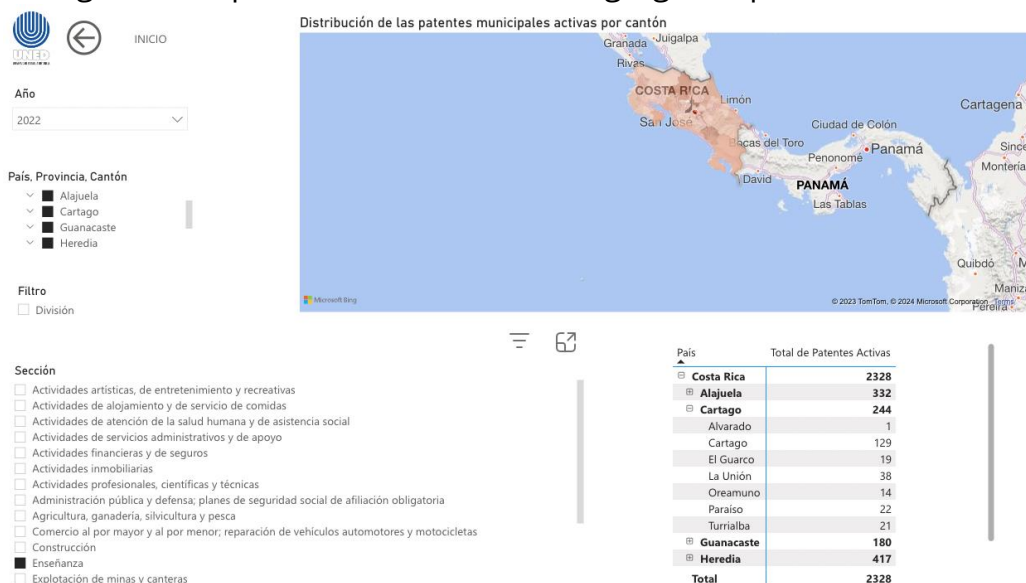 INICIO
UNED
Año
2022
País, Provincia, Cantón
Alajuela
Cartago
Guanacaste
Heredia
Filtro
División
Distribución de las patentes municipales activas por cantón
Juigalpa
Granada
Rivas
COSTA RICA
Limón
San José
Bocas del Toro
Ciudad de Colón
Cartagena
Penonomé
Panamá
Since
Montería
David
PANAMÁ
Las Tablas
Quibdó
Maniza
Pereira
Microsoft Bing
© 2023 TomTom, © 2024 Microsoft Corporation Terms
Sección
Actividades artísticas, de entretenimiento y recreativas
Actividades de alojamiento y de servicio de comidas
Actividades de atención de la salud humana y de asistencia social
Actividades de servicios administrativos y de apoyo
Actividades financieras y de seguros
Actividades inmobiliarias
Actividades profesionales, científicas y técnicas
Administración pública y defensa; planes de seguridad social de afiliación obligatoria
Agricultura, ganadería, silvicultura y pesca
Comercio al por mayor y al por menor; reparación de vehículos automotores y motocicletas
Construcción
Enseñanza
Explotación de minas y canteras
País Total de Patentes Activas
Costa Rica 2328
Alajuela 332
Cartago 244
Alvarado 1
Cartago 129
El Guarco 19
La Unión 38
Oreamuno 14
Paraíso 22
Turrialba 21
Guanacaste 180
Heredia 417
Total 2328